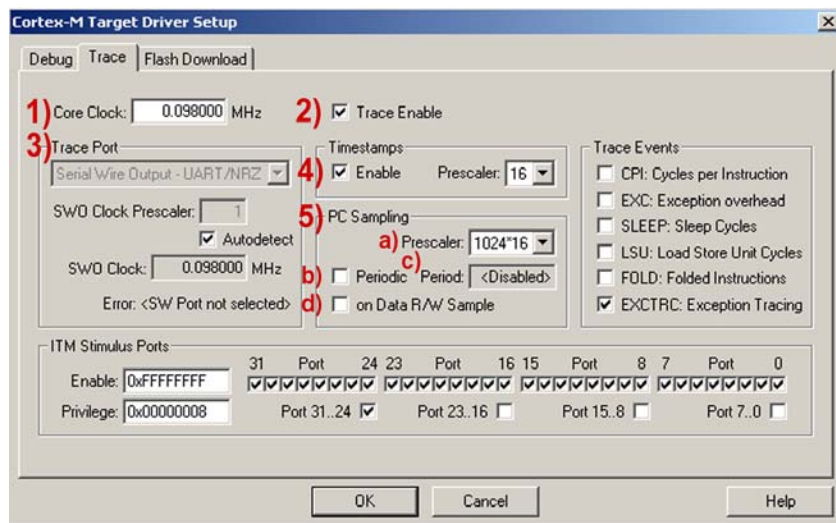 Cortex-M Target Driver Setup
Debug Trace Flash Download
1) Core Clock: 0.098000 MHz
2) Trace Enable
3) Trace Port
Serial Wire Output - UART/NRZ
SWO Clock Prescaler: 1
Autodetect
SWO Clock: 0.098000 MHz
Error: <SW Port not selected>
Timestamps
4) Enable Prescaler: 16
5) PC Sampling
a) Prescaler: 1024*16
b) Periodic c) Period: <Disabled>
d) on Data R/W Sample
Trace Events
CPI: Cycles per Instruction
EXC: Exception overhead
SLEEP: Sleep Cycles
LSU: Load Store Unit Cycles
FOLD: Folded Instructions
EXCTRC: Exception Tracing
ITM Stimulus Ports
31 Port 24 23 Port 16 15 Port 8 7 Port 0
Enable: 0xFFFFFFFF
Privilege: 0x00000008 Port 31..24 Port 23..16 Port 15..8 Port 7..0
OK Cancel Help